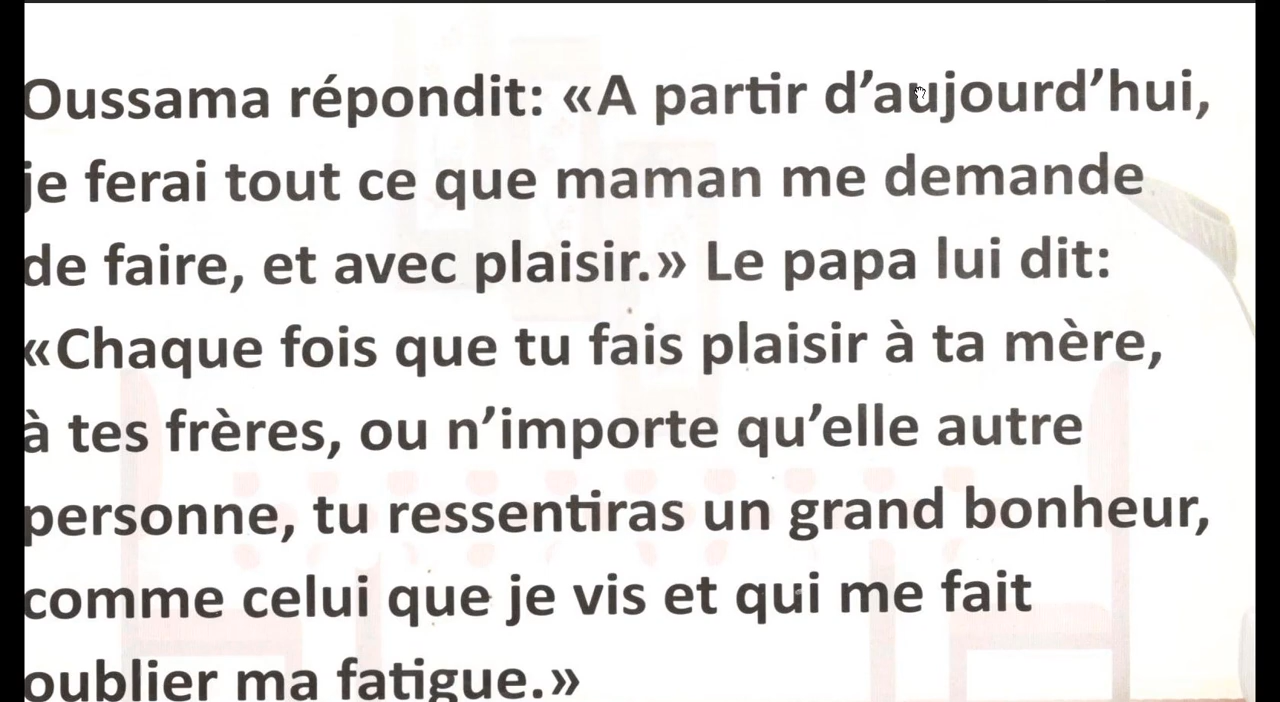 Oussama répondit: «A partir d’aujourd’hui,
je ferai tout ce que maman me demande
de faire, et avec plaisir.» Le papa lui dit:
«Chaque fois que tu fais plaisir à ta mère,
à tes frères, ou n’importe qu’elle autre
personne, tu ressentiras un grand bonheur,
comme celui que je vis et qui me fait
oublier ma fatigue.»